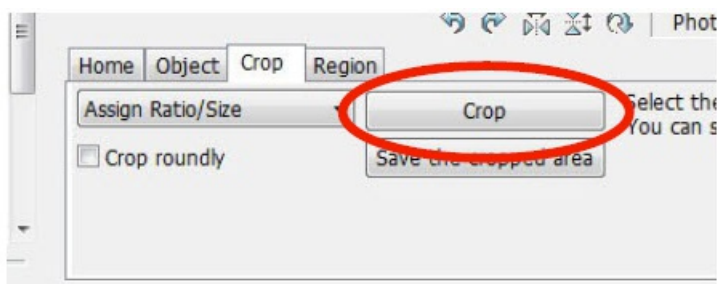 Phot
Home Object Crop Region
Assign Ratio/Size Crop Select the
You can s
Crop roundly Save the cropped area